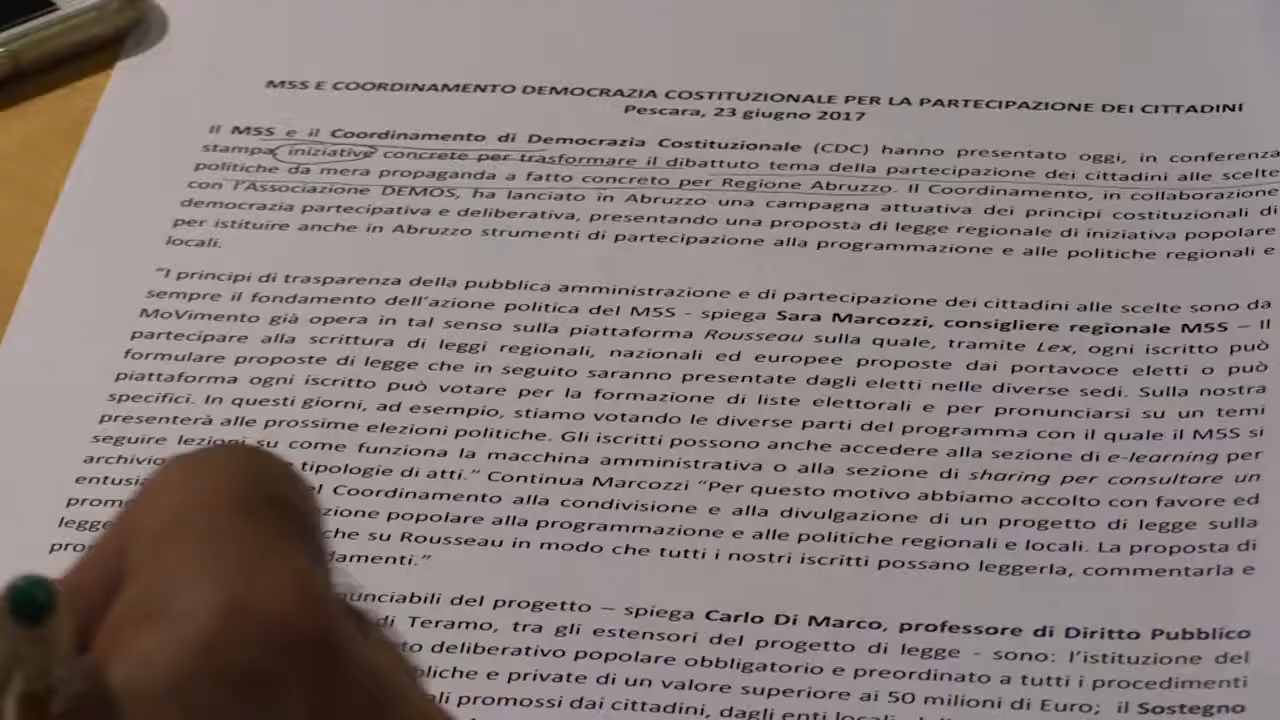 M5S E COORDINAMENTO DEMOCRAZIA COSTITUZIONALE PER LA PARTECIPAZIONE DEI CITTADINI
Pescara, 23 giugno 2017
Il M5S e il Coordinamento di Democrazia Costituzionale (CDC) hanno presentato oggi, in conferenza
stampa, iniziative concrete per trasformare il dibattuto tema della partecipazione dei cittadini alle scelte
politiche da mera propaganda a fatto concreto per Regione Abruzzo. Il Coordinamento, in collaborazione
con l'Associazione DEMOS, ha lanciato in Abruzzo una campagna attuativa dei principi costituzionali di
democrazia partecipativa e deliberativa, presentando una proposta di legge regionale di iniziativa popolare
per istituire anche in Abruzzo strumenti di partecipazione alla programmazione e alle politiche regionali e
locali.
"I principi di trasparenza della pubblica amministrazione e di partecipazione dei cittadini alle scelte sono da
sempre il fondamento dell'azione politica del M5S - spiega Sara Marcozzi, consigliere regionale M5S – Il
MoVimento già opera in tal senso sulla piattaforma Rousseau sulla quale, tramite Lex, ogni iscritto può
partecipare alla scrittura di leggi regionali, nazionali ed europee proposte dai portavoce eletti o può
formulare proposte di legge che in seguito saranno presentate dagli eletti nelle diverse sedi. Sulla nostra
piattaforma ogni iscritto può votare per la formazione di liste elettorali e per pronunciarsi su un temi
specifici. In questi giorni, ad esempio, stiamo votando le diverse parti del programma con il quale il M5S si
presenterà alle prossime elezioni politiche. Gli iscritti possono anche accedere alla sezione di e-learning per
seguire lezioni su come funziona la macchina amministrativa o alla sezione di sharing per consultare un
archivio tipologie di atti." Continua Marcozzi "Per questo motivo abbiamo accolto con favore ed
entusia Coordinamento alla condivisione e alla divulgazione di un progetto di legge sulla
prom zione popolare alla programmazione e alle politiche regionali e locali. La proposta di
legge che su Rousseau in modo che tutti i nostri iscritti possano leggerla, commentarla e
pro damenti."
nunciabili del progetto – spiega Carlo Di Marco, professore di Diritto Pubblico
di Teramo, tra gli estensori del progetto di legge - sono: l'istituzione del
to deliberativo popolare obbligatorio e preordinato a tutti i procedimenti
bliche e private di un valore superiore ai 50 milioni di Euro; il Sostegno
ali promossi dai cittadini, dagli enti locali